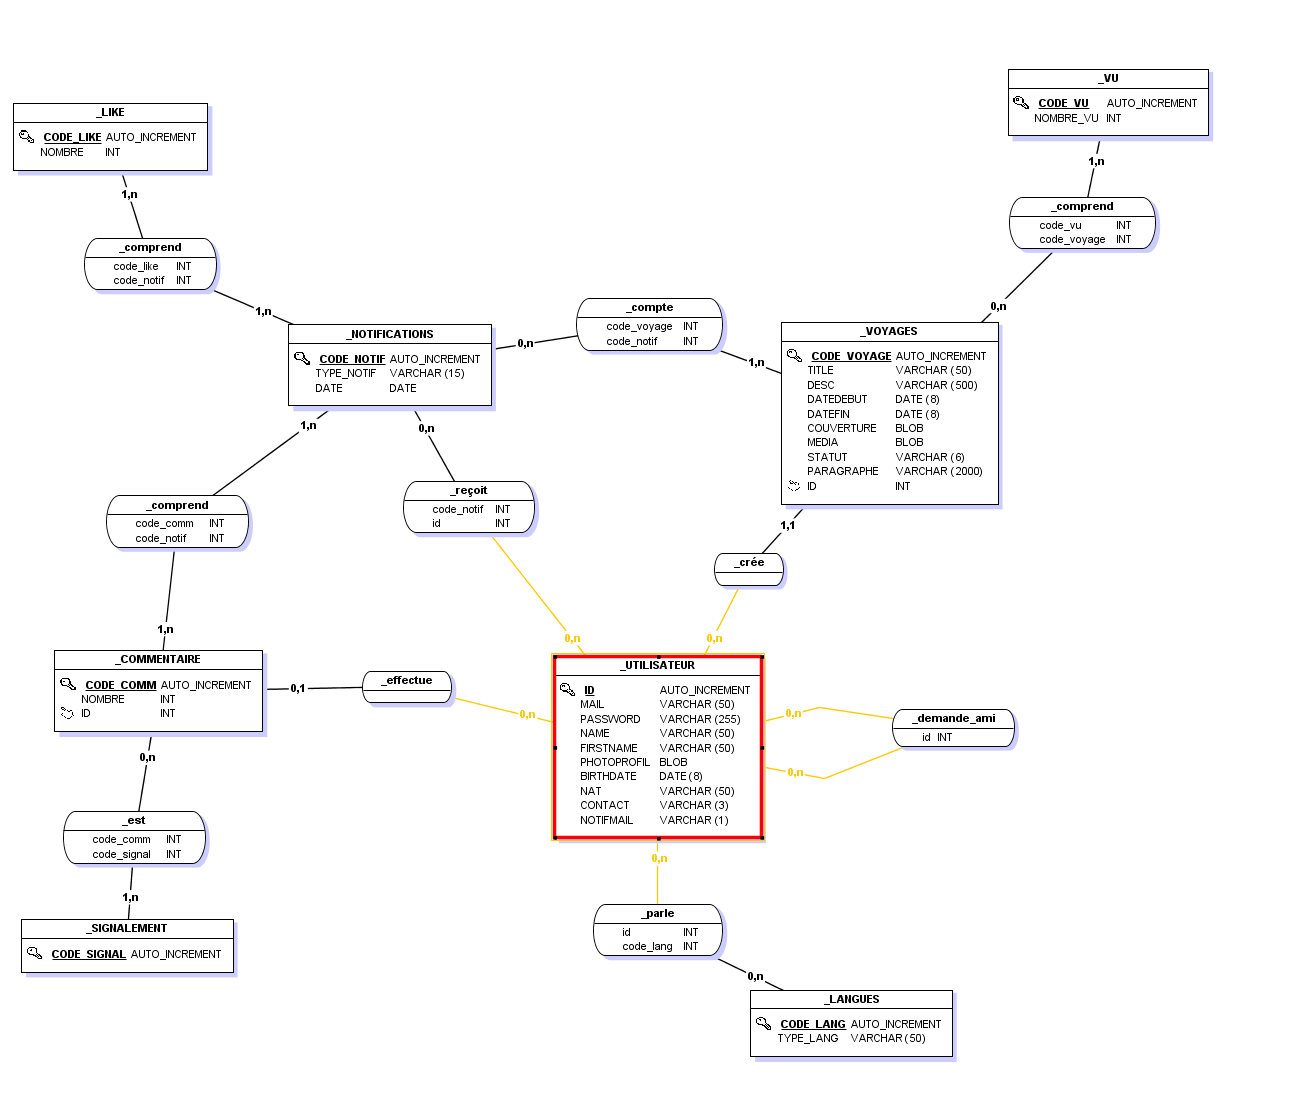 _VU
CODE_VU AUTO_INCREMENT
NOMBRE_VU INT
1,n
_comprend
code_vu INT
code_voyage INT
0,n
_LIKE
CODE_LIKE AUTO_INCREMENT
NOMBRE INT
1,n
_comprend
code_like INT
code_notif INT
1,n
_NOTIFICATIONS
CODE_NOTIF AUTO_INCREMENT
TYPE_NOTIF VARCHAR (15)
DATE DATE
0,n
_compte
code_voyage INT
code_notif INT
1,n
_VOYAGES
CODE_VOYAGE AUTO_INCREMENT
TITLE VARCHAR (50)
DESC VARCHAR (500)
DATEDEBUT DATE (8)
DATEFIN DATE (8)
COUVERTURE BLOB
MEDIA BLOB
STATUT VARCHAR (6)
PARAGRAPHE VARCHAR (2000)
ID INT
1,n
0,n
_comprend
code_comm INT
code_notif INT
1,n
_reçoit
code_notif INT
id INT
0,n
1,1
_crée
0,n
_COMMENTAIRE
CODE_COMM AUTO_INCREMENT
NOMBRE INT
ID INT
0,1
_effectue
0,n
_UTILISATEUR
ID AUTO_INCREMENT
MAIL VARCHAR (50)
PASSWORD VARCHAR (255)
NAME VARCHAR (50)
FIRSTNAME VARCHAR (50)
PHOTOPROFIL BLOB
BIRTHDATE DATE (8)
NAT VARCHAR (50)
CONTACT VARCHAR (3)
NOTIFMAIL VARCHAR (1)
0,n
0,n
_demande_ami
id INT
0,n
_est
code_comm INT
code_signal INT
1,n
_SIGNALEMENT
CODE_SIGNAL AUTO_INCREMENT
0,n
_parle
id INT
code_lang INT
0,n
_LANGUES
CODE_LANG AUTO_INCREMENT
TYPE_LANG VARCHAR (50)